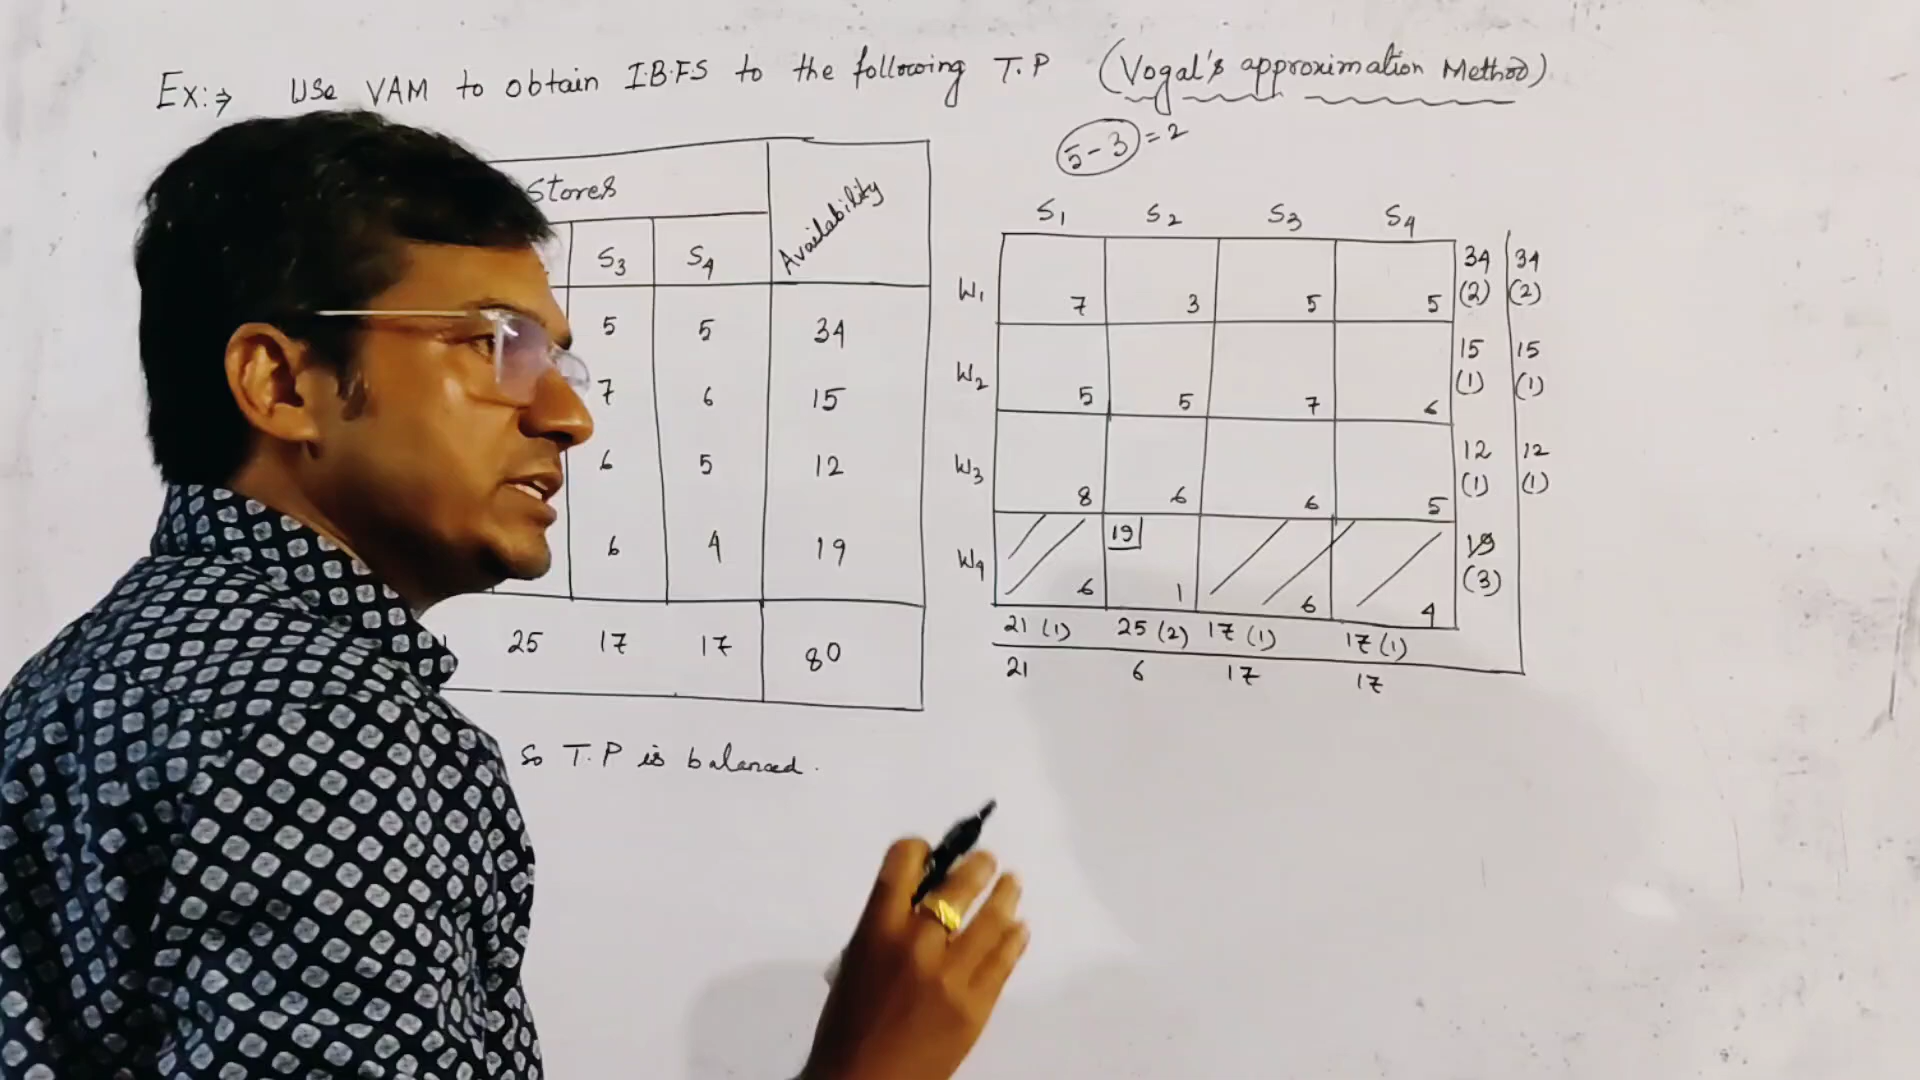 Ex:⇒ Use VAM to obtain I.B.F.S to the following T.P (Vogal's approximation Method)
5-3 = 2
Stores Availability
S3 S4
5 5 34
7 6 15
6 5 12
6 4 19
25 17 17 80
So T.P is balanced.
S1 S2 S3 S4
W1 7 3 5 5 34 (2) 34 (2)
W2 5 5 7 6 15 (1) 15 (1)
W3 8 6 6 5 12 (1) 12 (1)
W4 6 19 1 6 4 19 (3)
21 (1) 25 (2) 17 (1) 17 (1)
21 6 17 17